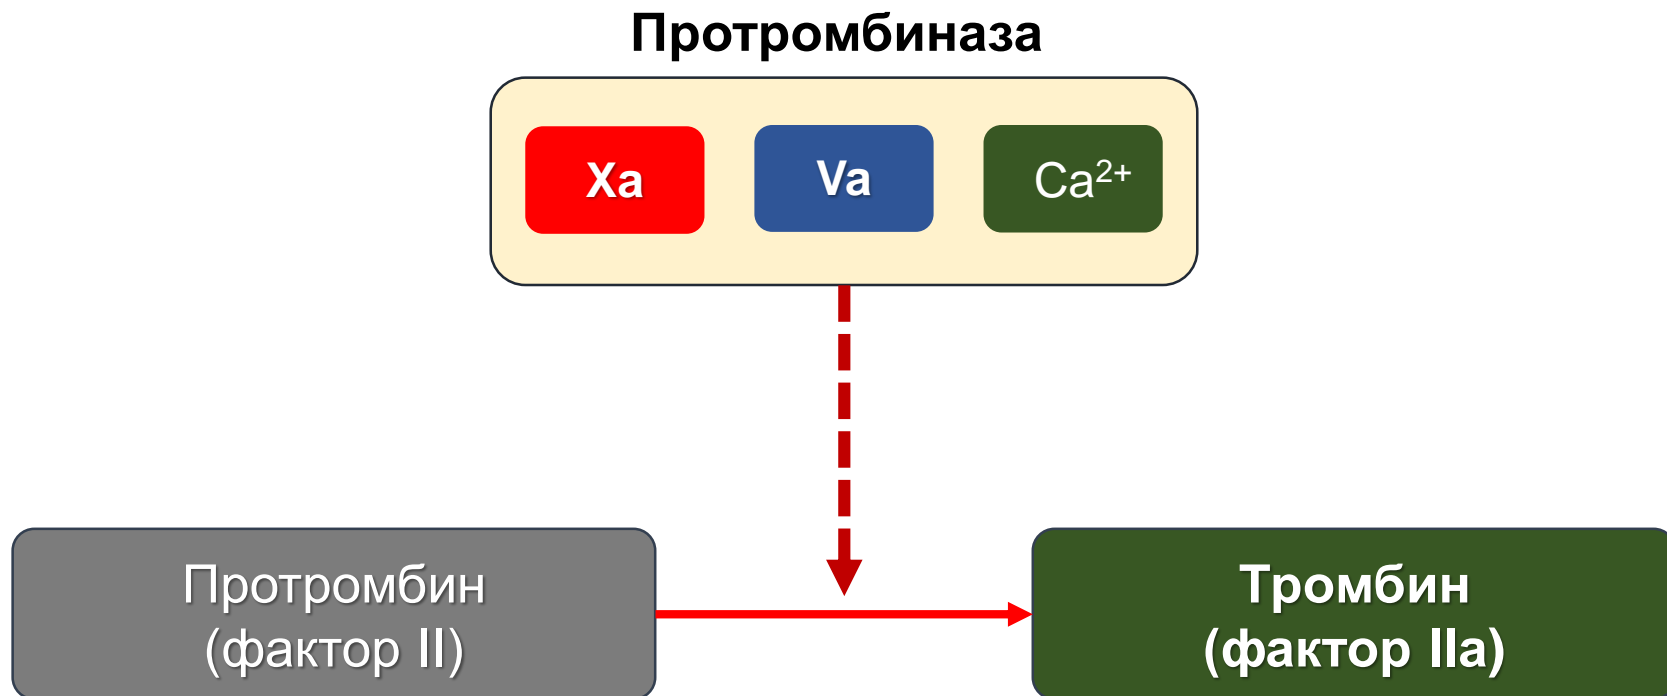 Протромбиназа
Xa
Va
Ca²⁺
Протромбин
(фактор II)
Тромбин
(фактор IIa)